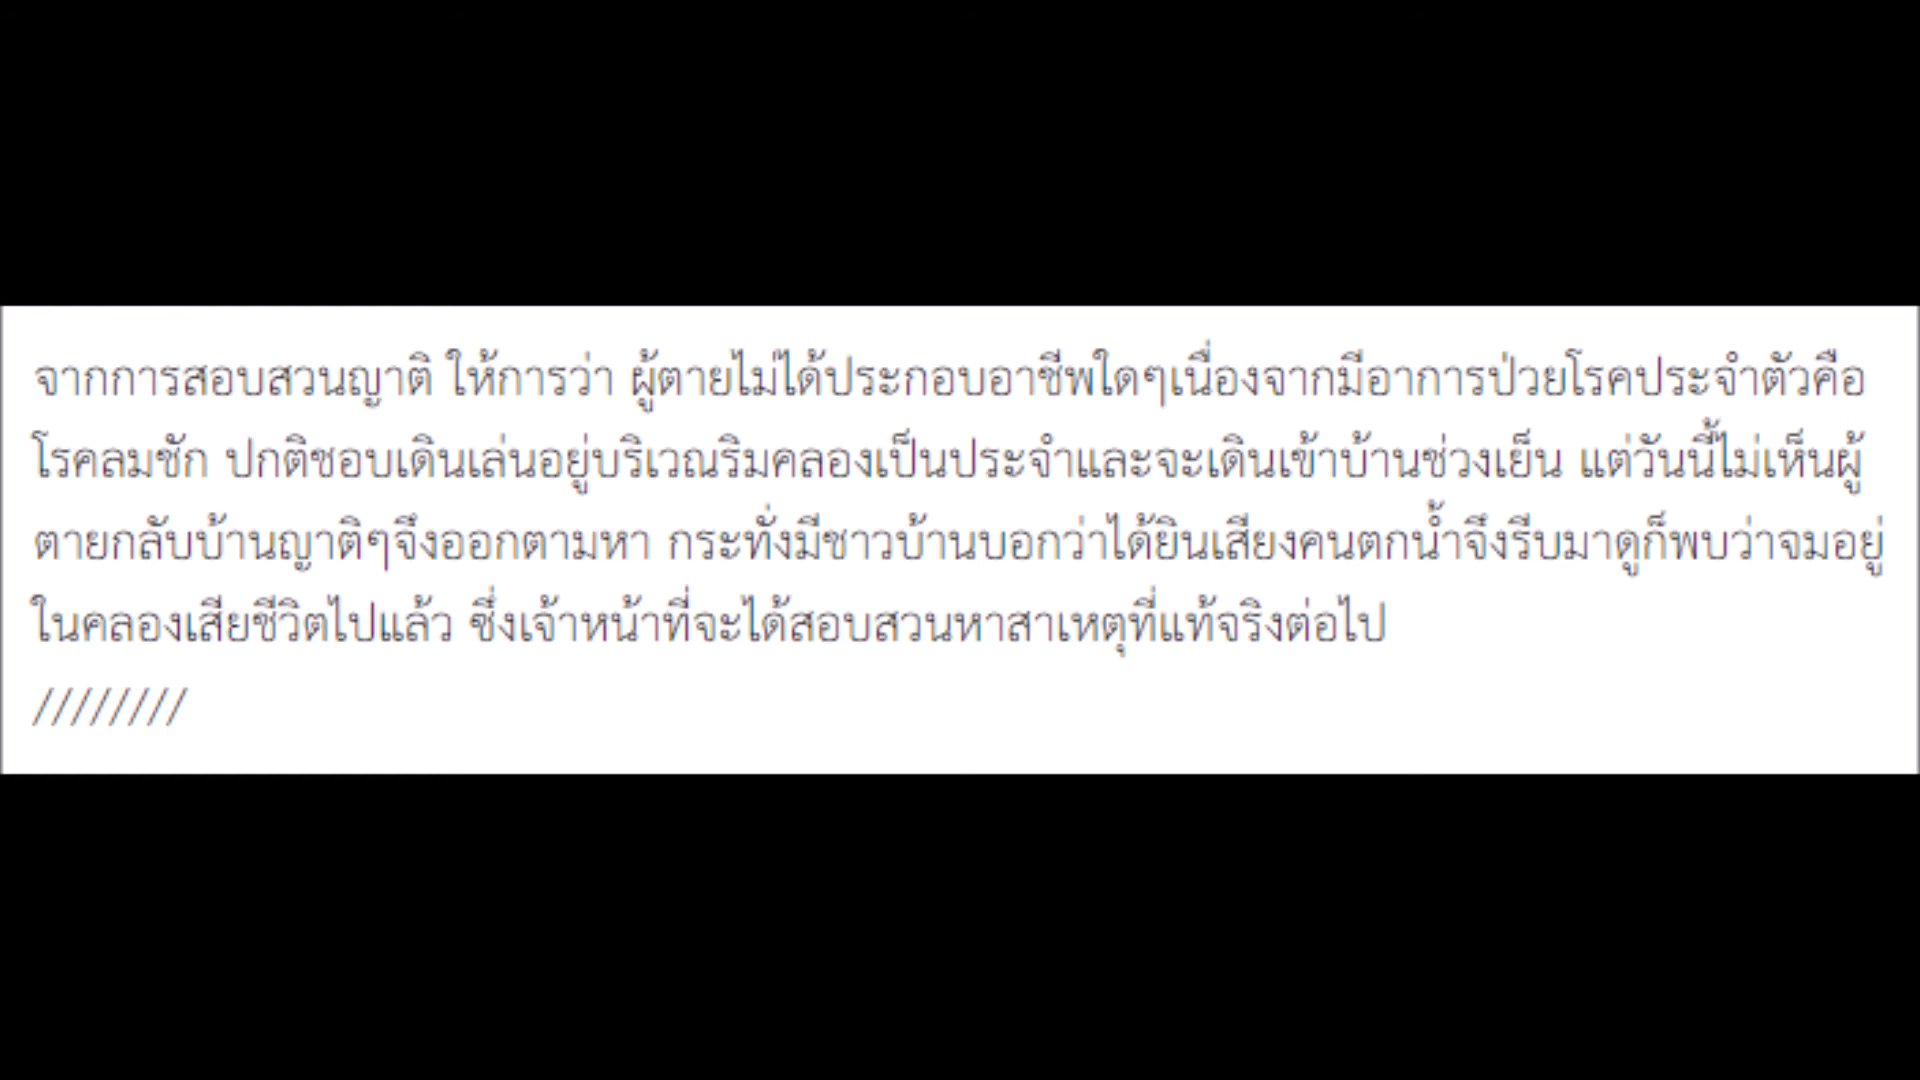 จากการสอบสวนญาติ ให้การว่า ผู้ตายไม่ได้ประกอบอาชีพใดๆเนื่องจากมีอาการป่วยโรคประจำตัวคือ
โรคลมชัก ปกติชอบเดินเล่นอยู่บริเวณริมคลองเป็นประจำและจะเดินเข้าบ้านช่วงเย็น แต่วันนี้ไม่เห็นผู้
ตายกลับบ้านญาติๆจึงออกตามหา กระทั่งมีชาวบ้านบอกว่าได้ยินเสียงคนตกน้ำจึงรีบมาดูก็พบว่าจมอยู่
ในคลองเสียชีวิตไปแล้ว ซึ่งเจ้าหน้าที่จะได้สอบสวนหาสาเหตุที่แท้จริงต่อไป
////////